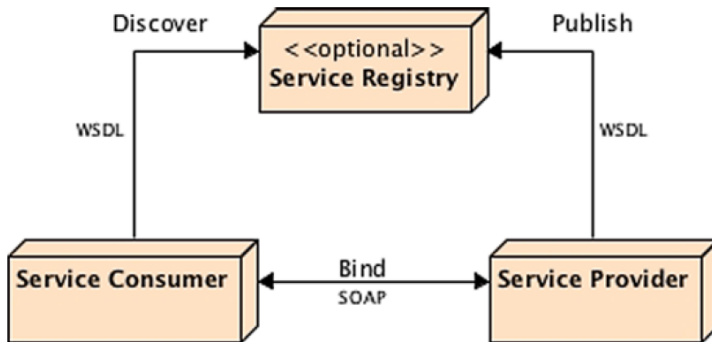 Discover
Publish
<<optional>>
Service Registry
WSDL
WSDL
Service Consumer
Bind
SOAP
Service Provider